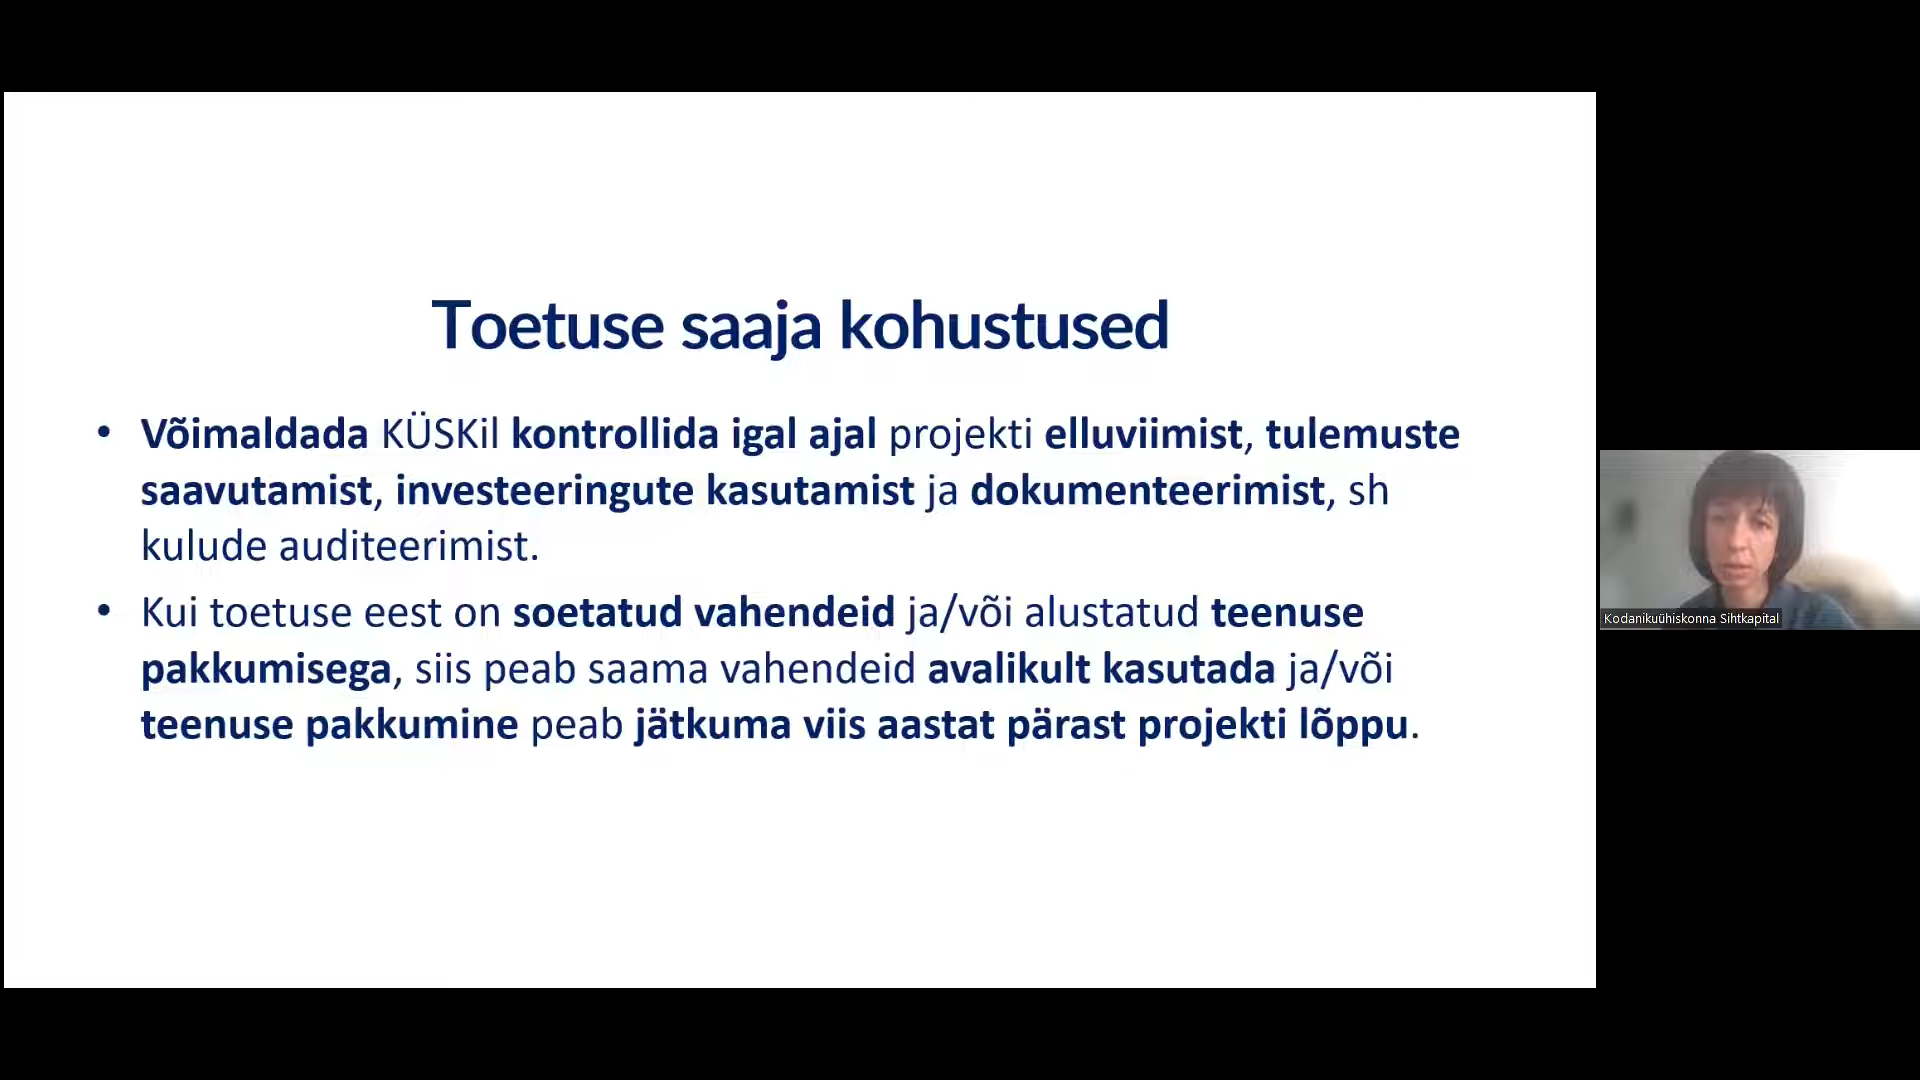 Toetuse saaja kohustused
• Võimaldada KÜSKil kontrollida igal ajal projekti elluviimist, tulemuste
saavutamist, investeeringute kasutamist ja dokumenteerimist, sh
kulude auditeerimist.
• Kui toetuse eest on soetatud vahendeid ja/või alustatud teenuse
pakkumisega, siis peab saama vahendeid avalikult kasutada ja/või
teenuse pakkumine peab jätkuma viis aastat pärast projekti lõppu.
Kodanikuühiskonna Sihtkapital